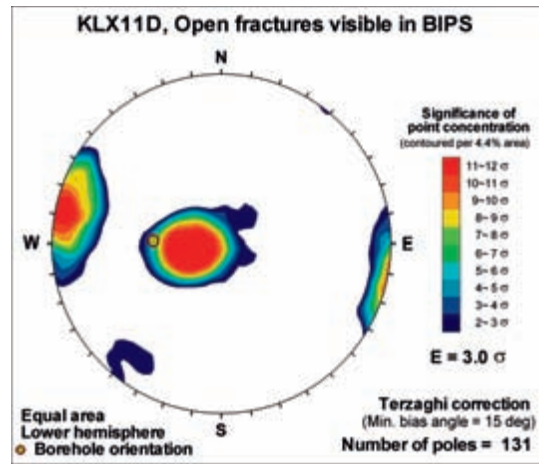 KLX11D, Open fractures visible in BIPS
N
Significance of
point concentration
(contoured per 4.4% area)
11~12 σ
10~11 σ
9~10 σ
8~9 σ
7~8 σ
6~7 σ
5~6 σ
4~5 σ
3~4 σ
2~3 σ
E = 3.0 σ
W
E
S
Equal area
Lower hemisphere
Borehole orientation
Terzaghi correction
(Min. bias angle = 15 deg)
Number of poles = 131